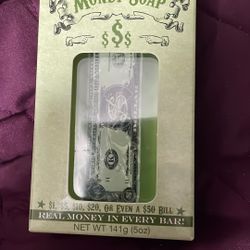 MONEY SOAP
$$$
$1, $5, $10, $20, OR EVEN A $50 BILL
REAL MONEY IN EVERY BAR!
NET WT 141g (5oz)